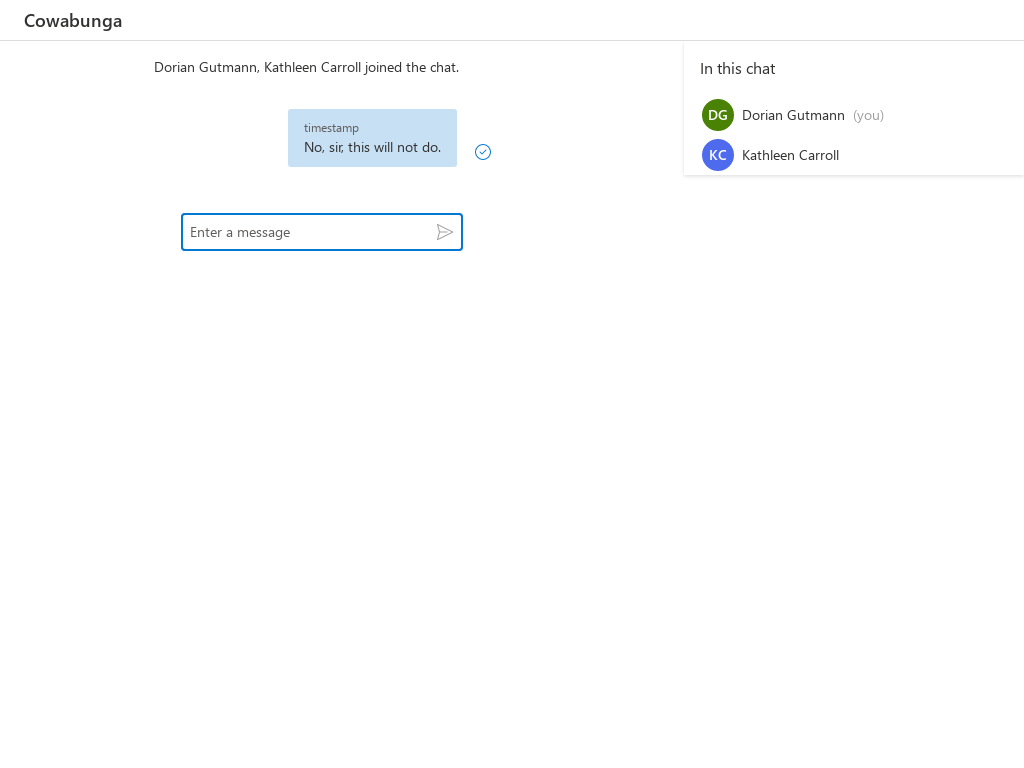 Cowabunga
Dorian Gutmann, Kathleen Carroll joined the chat.
timestamp
No, sir, this will not do.
Enter a message
In this chat
DG Dorian Gutmann (you)
KC Kathleen Carroll